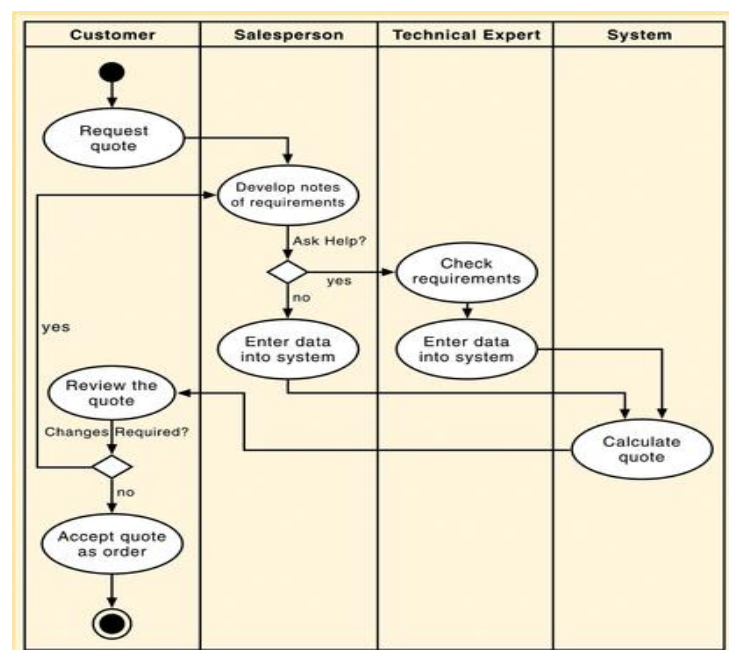 Customer
Salesperson
Technical Expert
System
Request
quote
Develop notes
of requirements
Ask Help?
yes
no
Check
requirements
Enter data
into system
Enter data
into system
yes
Review the
quote
Changes Required?
Calculate
quote
no
Accept quote
as order